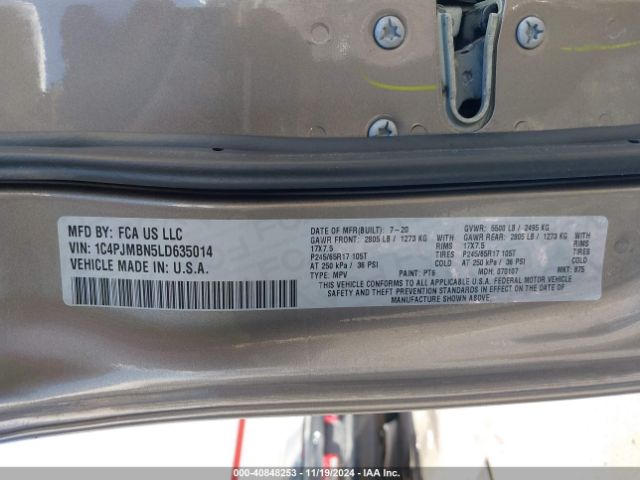 MFD BY: FCA US LLC
VIN: 1C4PJMBN5LD635014
VEHICLE MADE IN: U.S.A.
DATE OF MFR(BUILT): 7-20
GAWR FRONT: 2805 LB / 1273 KG
17X7.5 RIMS
P245/65R17 105T TIRES
AT 250 kPa / 36 PSI COLD
TYPE: MPV PAINT: PT6
GVWR: 5500 LB / 2495 KG
GAWR REAR: 2805 LB / 1273 KG
17X7.5 RIMS
P245/65R17 105T TIRES
AT 250 kPa / 36 PSI COLD
MDH: 070107 MKT: 875
THIS VEHICLE CONFORMS TO ALL APPLICABLE U.S.A. FEDERAL MOTOR VEHICLE
SAFETY AND THEFT PREVENTION STANDARDS IN EFFECT ON THE DATE OF
MANUFACTURE SHOWN ABOVE.
© COPYRIGHT STOCK# - 40848253 - 11/19/2024 - IAA Inc.